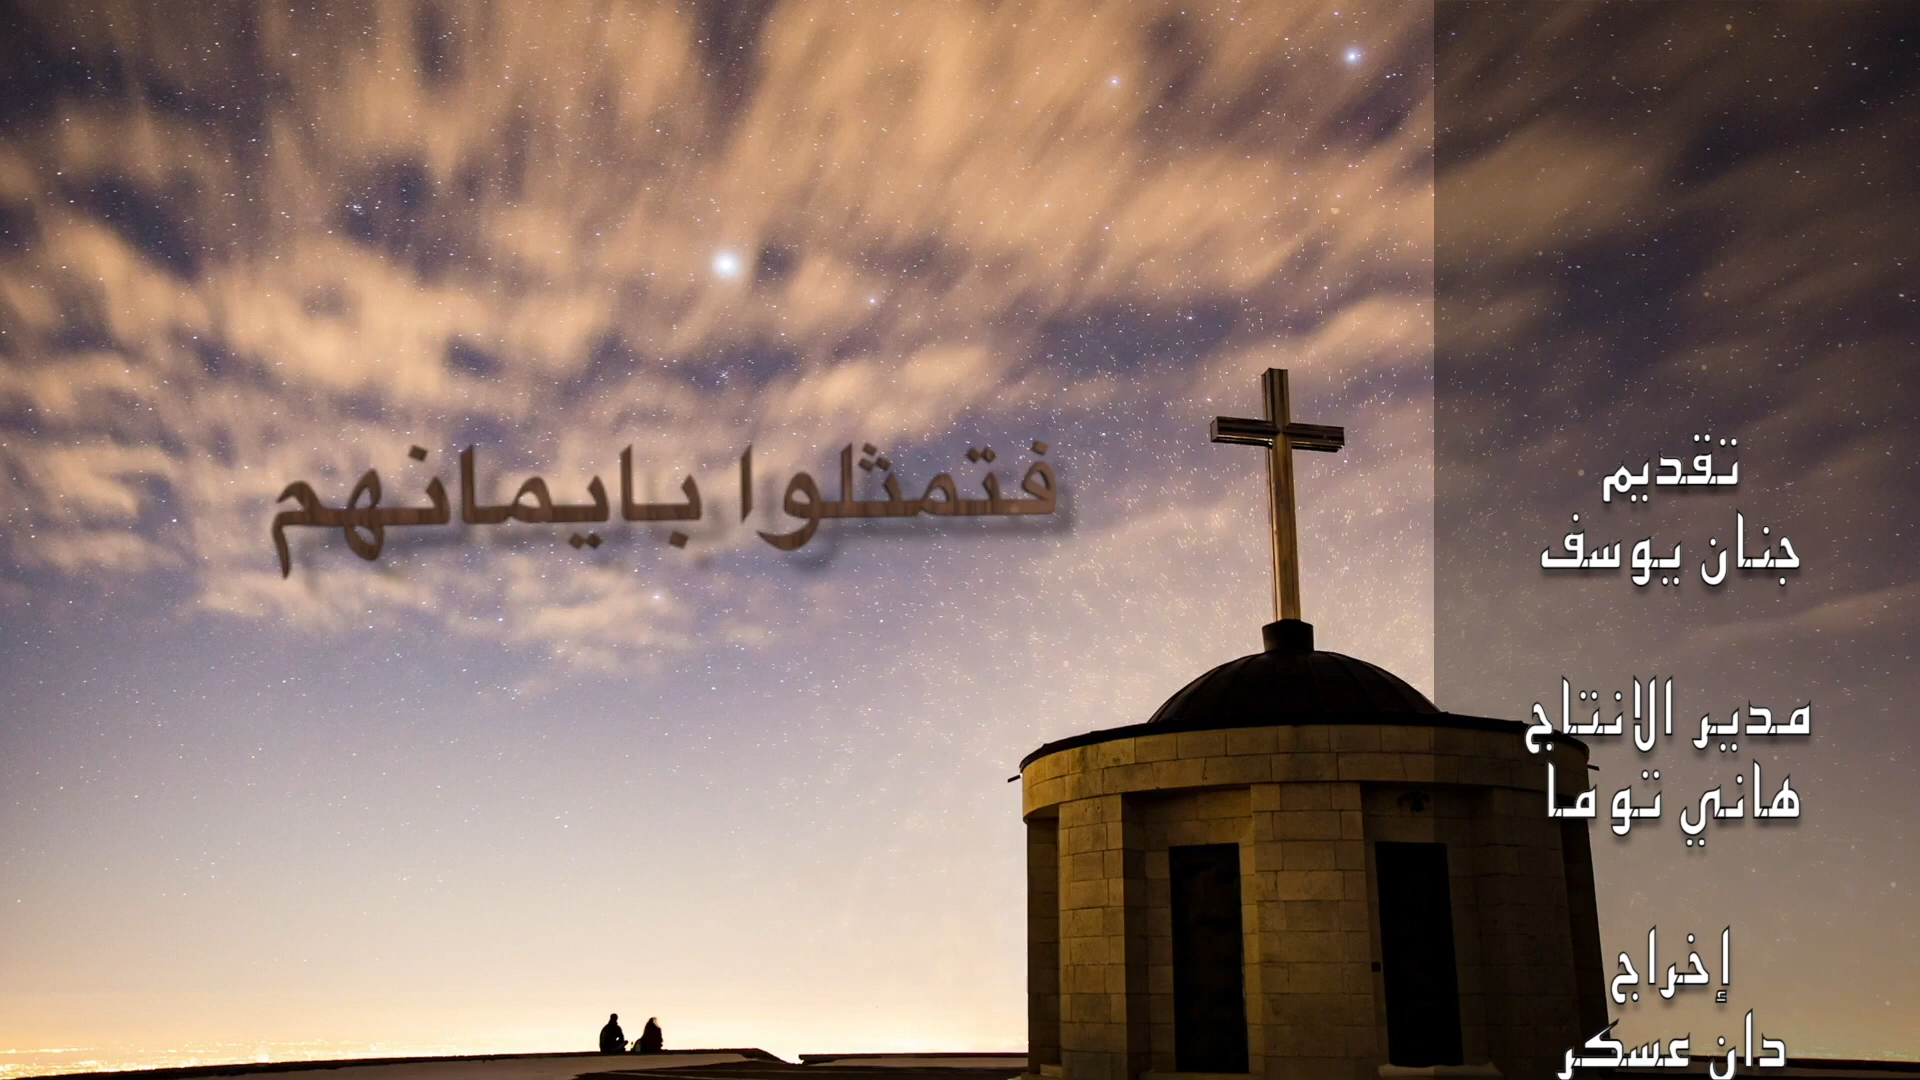 فتمثلوا بايمانهم
تقديم
جنان يوسف
مدير الانتاج
هاني توما
إخراج
دان عسكر